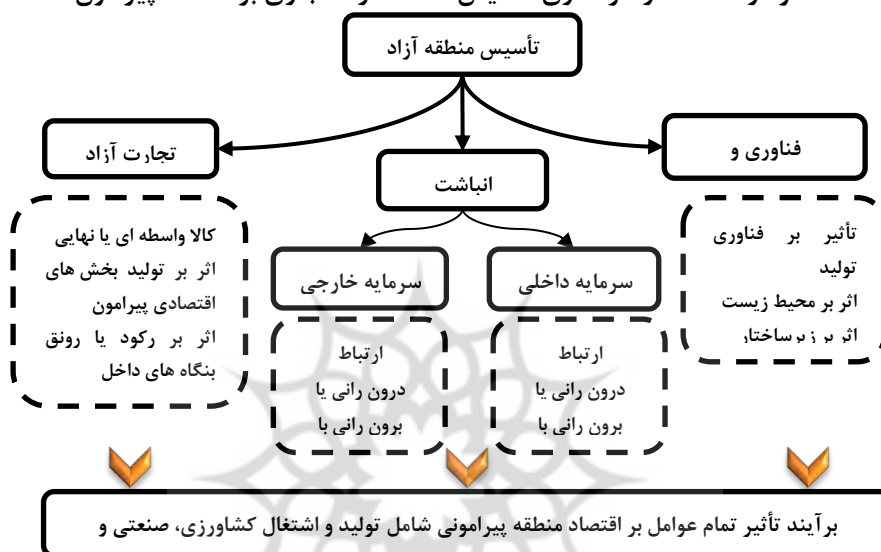 تأسیس منطقه آزاد
فناوری و
انباشت
تجارت آزاد
تأثیر بر فناوری
تولید
اثر بر محیط زیست
اثر بر زیرساختار
سرمایه داخلی
سرمایه خارجی
کالا واسطه ای یا نهایی
اثر بر تولید بخش های
اقتصادی پیرامون
اثر بر رکود یا رونق
بنگاه های داخل
ارتباط
درون رانی یا
برون رانی با
ارتباط
درون رانی یا
برون رانی با
برآیند تأثیر تمام عوامل بر اقتصاد منطقه پیرامونی شامل تولید و اشتغال کشاورزی، صنعتی و